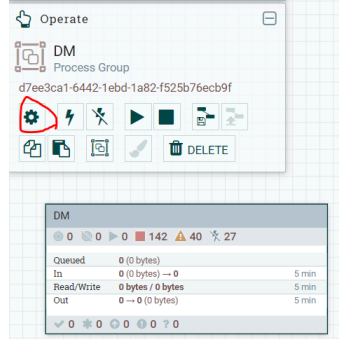 Operate
DM
Process Group
d7ee3ca1-6442-1ebd-1a82-f525b76ecb9f
DELETE
DM
0 0 0 142 40 27
Queued 0 (0 bytes)
In 0 (0 bytes) → 0 5 min
Read/Write 0 bytes / 0 bytes 5 min
Out 0 → 0 (0 bytes) 5 min
0 0 0 0 ? 0